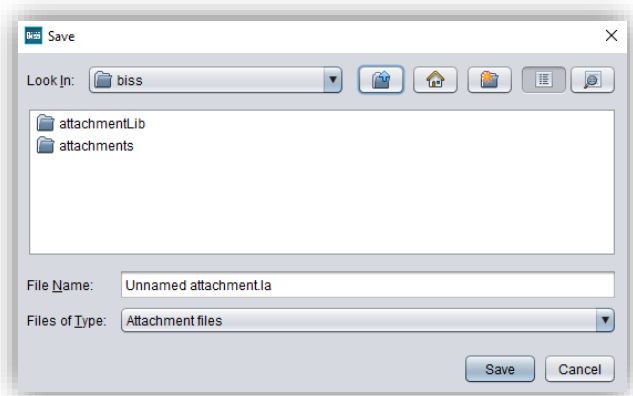 Biss Save
Look In: biss
attachmentLib
attachments
File Name: Unnamed attachment.la
Files of Type: Attachment files
Save Cancel